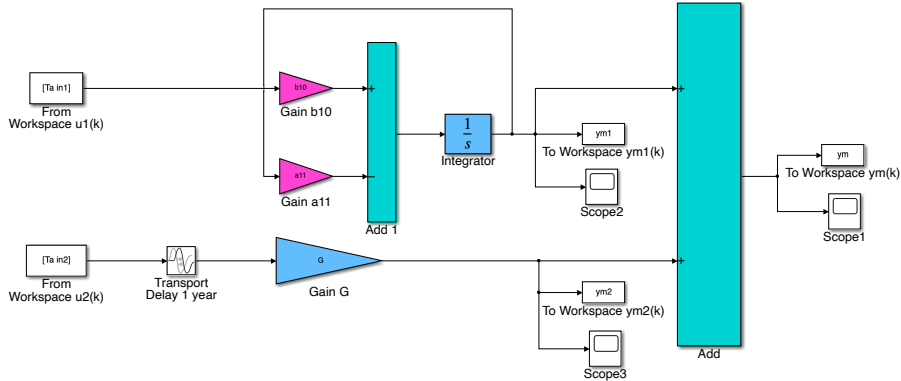 [Ta in1]
From
Workspace u1(k)
b10
Gain b10
a11
Gain a11
+
−
Add 1
1
s
Integrator
ym1
To Workspace ym1(k)
Scope2
[Ta in2]
From
Workspace u2(k)
Transport
Delay 1 year
G
Gain G
ym2
To Workspace ym2(k)
Scope3
+
+
Add
ym
To Workspace ym(k)
Scope1